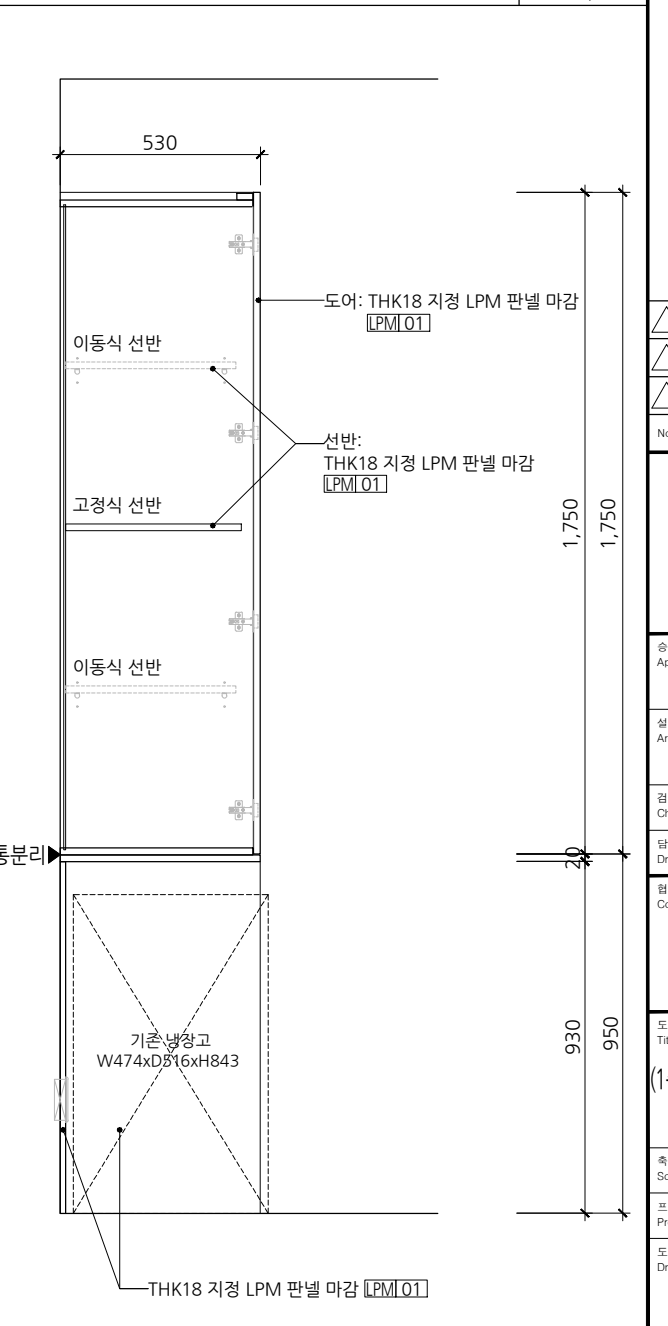 530
도어: THK18 지정 LPM 판넬 마감
LPM 01
이동식 선반
선반:
THK18 지정 LPM 판넬 마감
LPM 01
고정식 선반
1,750
1,750
이동식 선반
통분리
20
기존 냉장고
W474xD516xH843
930
950
THK18 지정 LPM 판넬 마감 LPM 01
No
승
Ap
설
Ar
검
Ch
담
Dr
협
Co
도
Tit
(1-
축
Sc
프
Pr
도
Dr